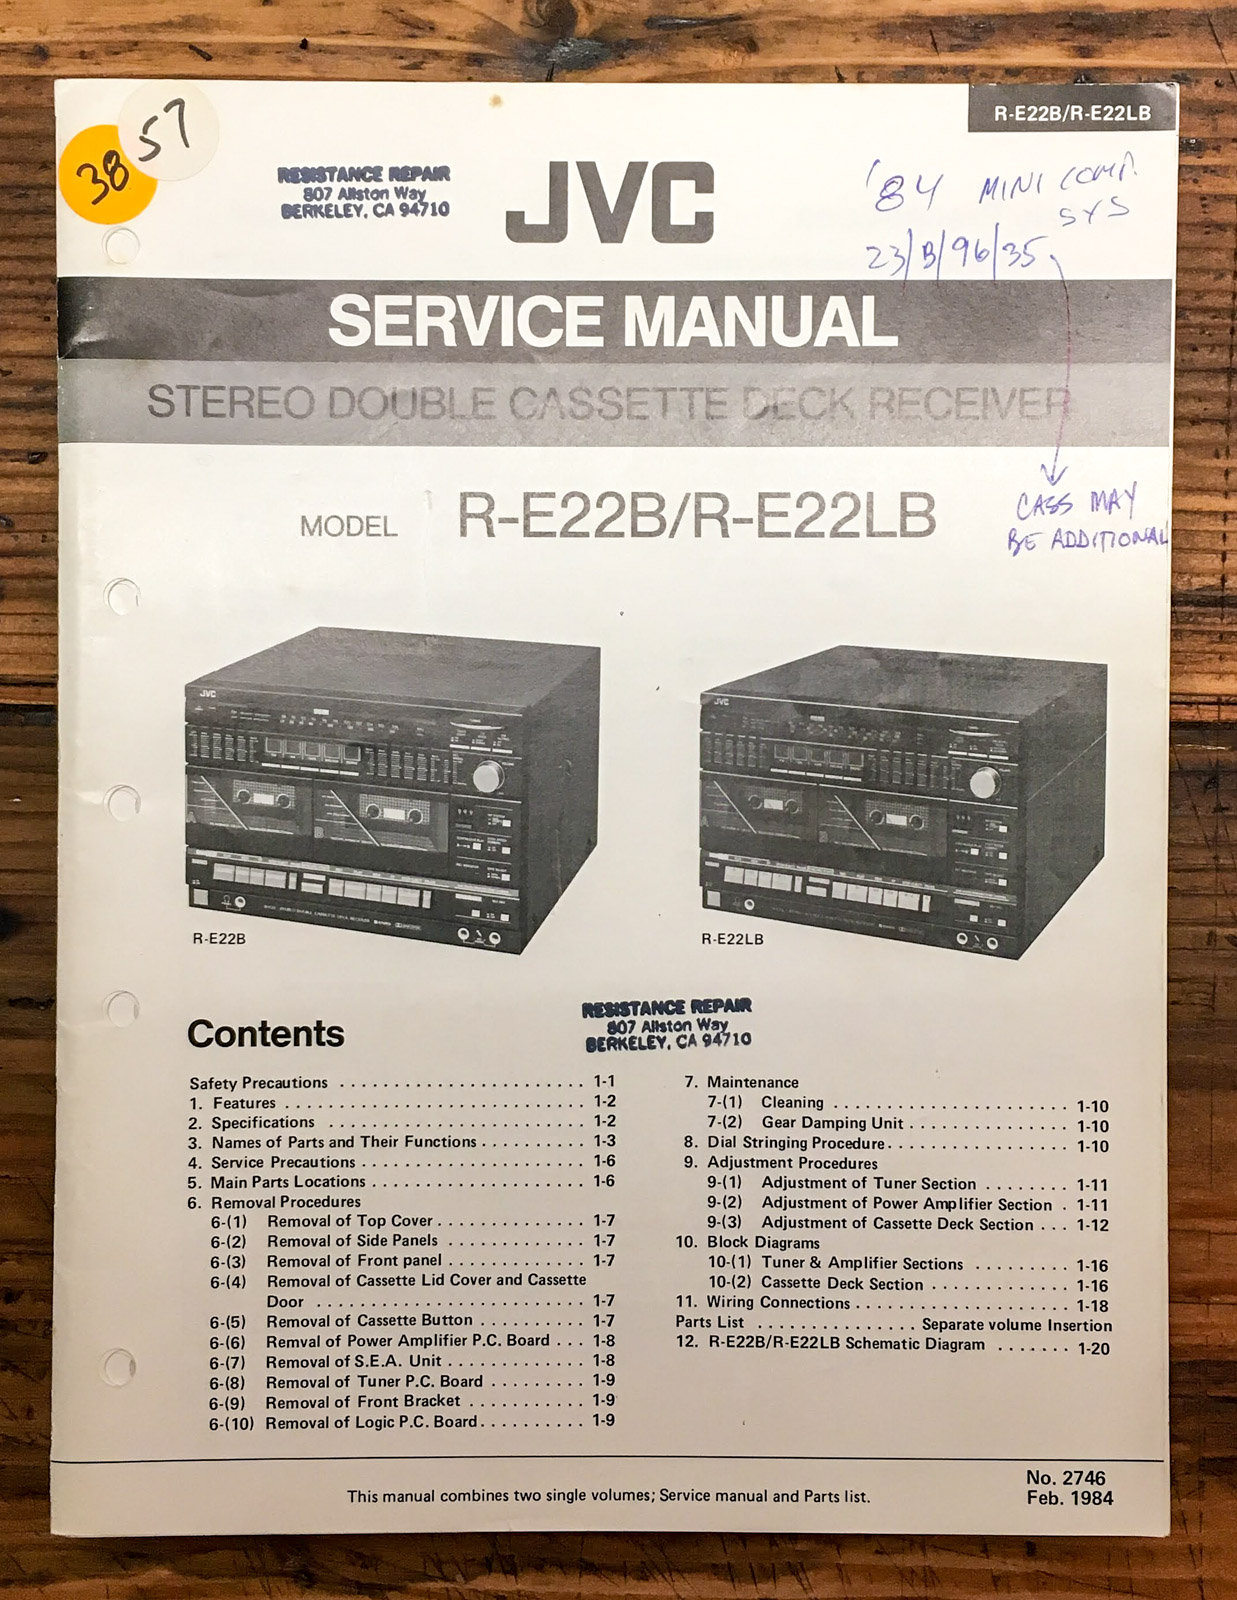 R-E22B/R-E22LB
38
57
RESISTANCE REPAIR
807 Allston Way
BERKELEY, CA 94710
JVC
'84 MINI COMP.
SYS
23/B/96/35
SERVICE MANUAL
STEREO DOUBLE CASSETTE DECK RECEIVER
MODEL R-E22B/R-E22LB
CASS MAY
BE ADDITIONAL
JVC
JVC
R-E22B
R-E22LB
RESISTANCE REPAIR
807 Allston Way
BERKELEY, CA 94710
Contents
Safety Precautions . . . . . . . . . . . . . . . . . . . . . . . 1-1
1. Features . . . . . . . . . . . . . . . . . . . . . . . . . . . . 1-2
2. Specifications . . . . . . . . . . . . . . . . . . . . . . . . 1-2
3. Names of Parts and Their Functions . . . . . . . . . . 1-3
4. Service Precautions . . . . . . . . . . . . . . . . . . . . . 1-6
5. Main Parts Locations . . . . . . . . . . . . . . . . . . . . 1-6
6. Removal Procedures
6-(1) Removal of Top Cover . . . . . . . . . . . . . . 1-7
6-(2) Removal of Side Panels . . . . . . . . . . . . . 1-7
6-(3) Removal of Front panel . . . . . . . . . . . . . 1-7
6-(4) Removal of Cassette Lid Cover and Cassette
Door . . . . . . . . . . . . . . . . . . . . . . . . . 1-7
6-(5) Removal of Cassette Button . . . . . . . . . . 1-7
6-(6) Remval of Power Amplifier P.C. Board . . . 1-8
6-(7) Removal of S.E.A. Unit . . . . . . . . . . . . . 1-8
6-(8) Removal of Tuner P.C. Board . . . . . . . . . 1-9
6-(9) Removal of Front Bracket . . . . . . . . . . . 1-9
6-(10) Removal of Logic P.C. Board . . . . . . . . . . 1-9
7. Maintenance
7-(1) Cleaning . . . . . . . . . . . . . . . . . . . . . . 1-10
7-(2) Gear Damping Unit . . . . . . . . . . . . . . . 1-10
8. Dial Stringing Procedure . . . . . . . . . . . . . . . . . 1-10
9. Adjustment Procedures
9-(1) Adjustment of Tuner Section . . . . . . . . 1-11
9-(2) Adjustment of Power Amplifier Section . 1-11
9-(3) Adjustment of Cassette Deck Section . . . 1-12
10. Block Diagrams
10-(1) Tuner & Amplifier Sections . . . . . . . . . 1-16
10-(2) Cassette Deck Section . . . . . . . . . . . . . 1-16
11. Wiring Connections . . . . . . . . . . . . . . . . . . . . 1-18
Parts List . . . . . . . . . . . . . . . Separate volume Insertion
12. R-E22B/R-E22LB Schematic Diagram . . . . . . . 1-20
This manual combines two single volumes; Service manual and Parts list.
No. 2746
Feb. 1984